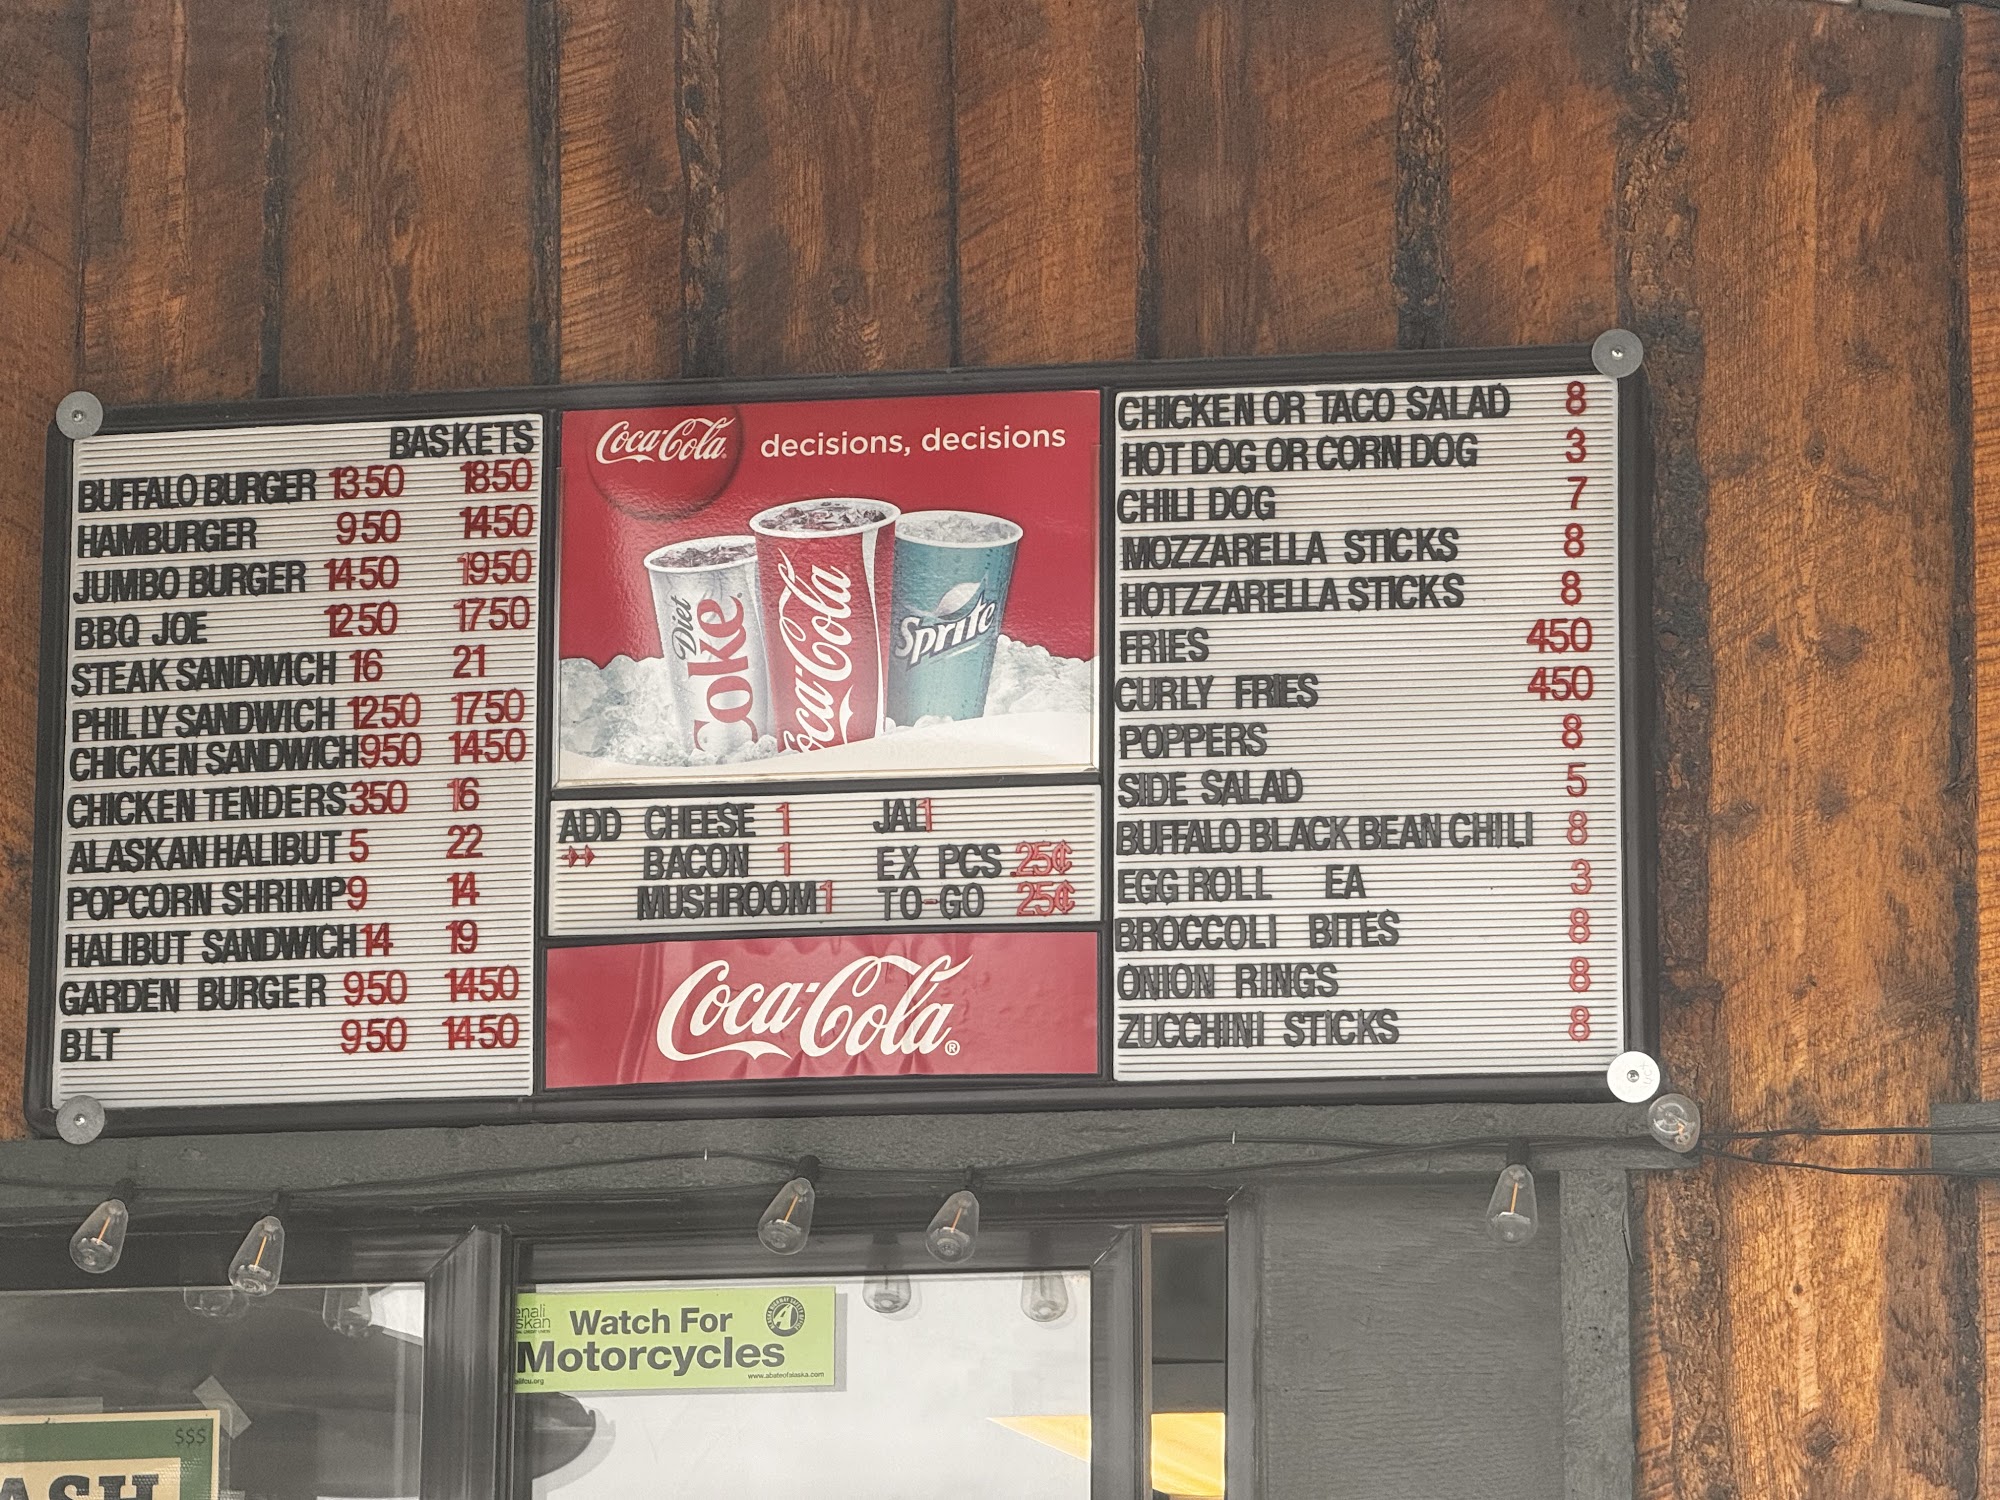 BASKETS
BUFFALO BURGER 1350 1850
HAMBURGER 950 1450
JUMBO BURGER 1450 1950
BBQ JOE 1250 1750
STEAK SANDWICH 16 21
PHILLY SANDWICH 1250 1750
CHICKEN SANDWICH 950 1450
CHICKEN TENDERS 350 16
ALASKAN HALIBUT 5 22
POPCORN SHRIMP 9 14
HALIBUT SANDWICH 14 19
GARDEN BURGER 950 1450
BLT 950 1450
Coca-Cola decisions, decisions
Diet Coke
Coca-Cola
Sprite
ADD CHEESE 1 JAL 1
BACON 1 EX PCS .25¢
MUSHROOM 1 TO-GO 25¢
Coca-Cola®
CHICKEN OR TACO SALAD 8
HOT DOG OR CORN DOG 3
CHILI DOG 7
MOZZARELLA STICKS 8
HOTZZARELLA STICKS 8
FRIES 450
CURLY FRIES 450
POPPERS 8
SIDE SALAD 5
BUFFALO BLACK BEAN CHILI 8
EGG ROLL EA 3
BROCCOLI BITES 8
ONION RINGS 8
ZUCCHINI STICKS 8
enali
skan
Watch For
Motorcycles
www.abateofalaska.com
$$$
ASH